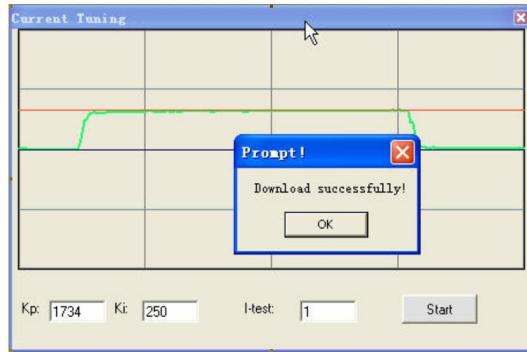 Current Tuning
Prompt!
Download successfully!
OK
Kp: 1734 Ki: 250 I-test: 1 Start